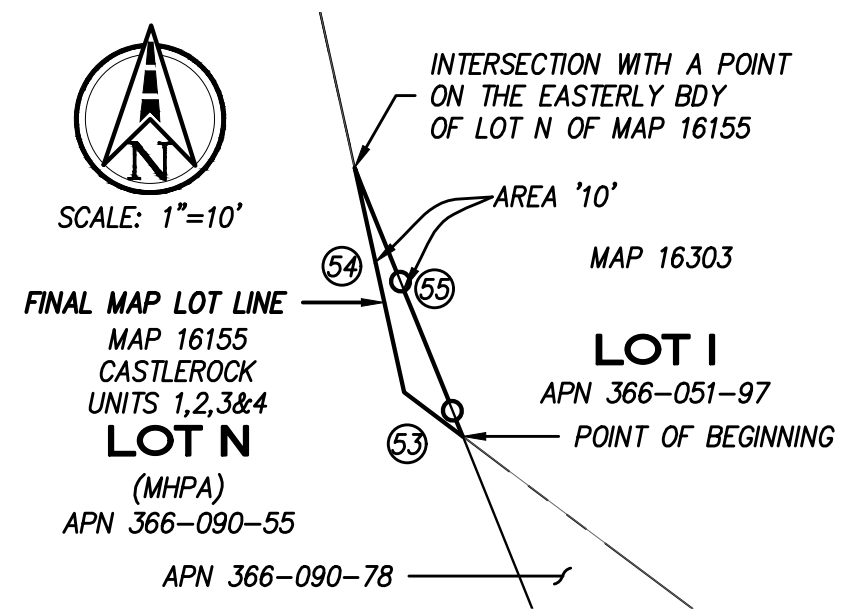 INTERSECTION WITH A POINT
ON THE EASTERLY BDY
OF LOT N OF MAP 16155
N
SCALE: 1"=10'
AREA '10'
MAP 16303
54
55
FINAL MAP LOT LINE
MAP 16155
CASTLEROCK
UNITS 1,2,3&4
LOT N
(MHPA)
APN 366-090-55
LOT I
APN 366-051-97
53
POINT OF BEGINNING
APN 366-090-78